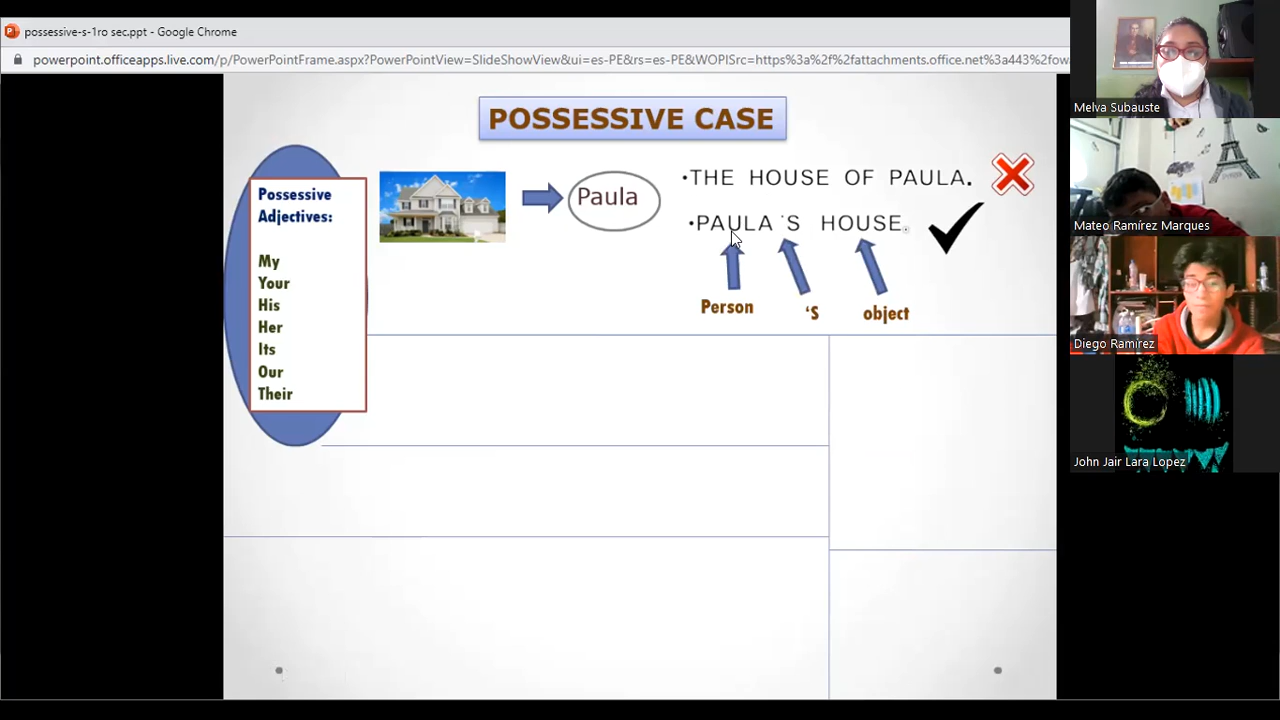 possessive-s-1ro sec.ppt - Google Chrome
powerpoint.officeapps.live.com/p/PowerPointFrame.aspx?PowerPointView=SlideShowView&ui=es-PE&rs=es-PE&WOPISrc=https%3a%2f%2fattachments.office.net%3a443%2fowa
POSSESSIVE CASE
Possessive
Adjectives:
My
Your
His
Her
Its
Our
Their
Paula
•THE HOUSE OF PAULA.
•PAULA ´S HOUSE.
Person
‘S
object
Melva Subauste
Mateo Ramírez Marques
Diego Ramírez
John Jair Lara Lopez